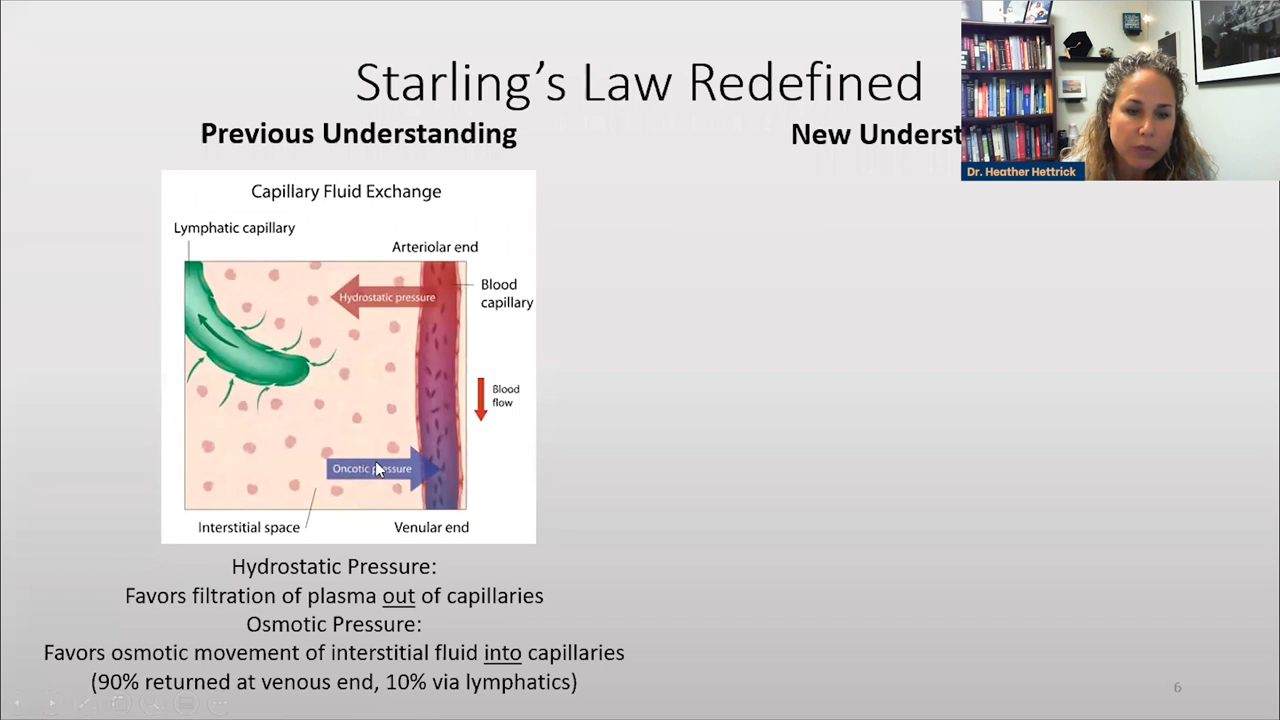 Starling's Law Redefined
Previous Understanding
New
Dr. Heather Hettrick
Capillary Fluid Exchange
Lymphatic capillary
Arteriolar end
Hydrostatic pressure
Blood
capillary
Blood
flow
Oncotic
Interstitial space
Venular end
Hydrostatic Pressure:
Favors filtration of plasma out of capillaries
Osmotic Pressure:
Favors osmotic movement of interstitial fluid into capillaries
(90% returned at venous end, 10% via lymphatics)
6